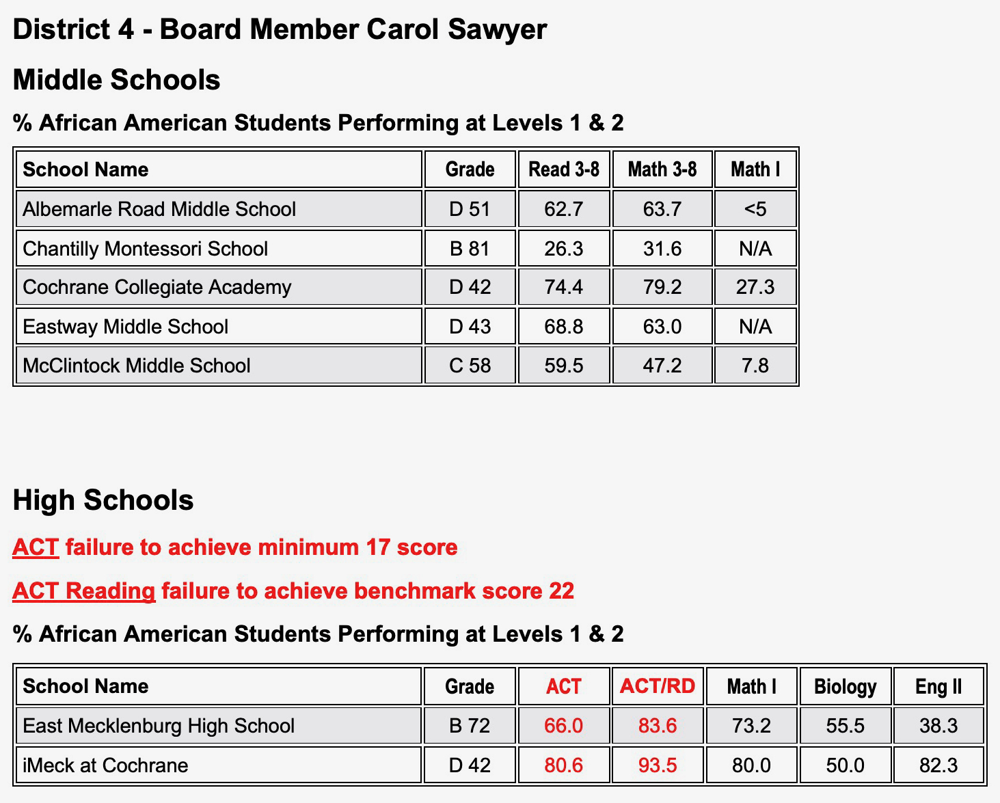 District 4 - Board Member Carol Sawyer
Middle Schools
% African American Students Performing at Levels 1 & 2
School Name Grade Read 3-8 Math 3-8 Math I
Albemarle Road Middle School D 51 62.7 63.7 <5
Chantilly Montessori School B 81 26.3 31.6 N/A
Cochrane Collegiate Academy D 42 74.4 79.2 27.3
Eastway Middle School D 43 68.8 63.0 N/A
McClintock Middle School C 58 59.5 47.2 7.8
High Schools
ACT failure to achieve minimum 17 score
ACT Reading failure to achieve benchmark score 22
% African American Students Performing at Levels 1 & 2
School Name Grade ACT ACT/RD Math I Biology Eng II
East Mecklenburg High School B 72 66.0 83.6 73.2 55.5 38.3
iMeck at Cochrane D 42 80.6 93.5 80.0 50.0 82.3